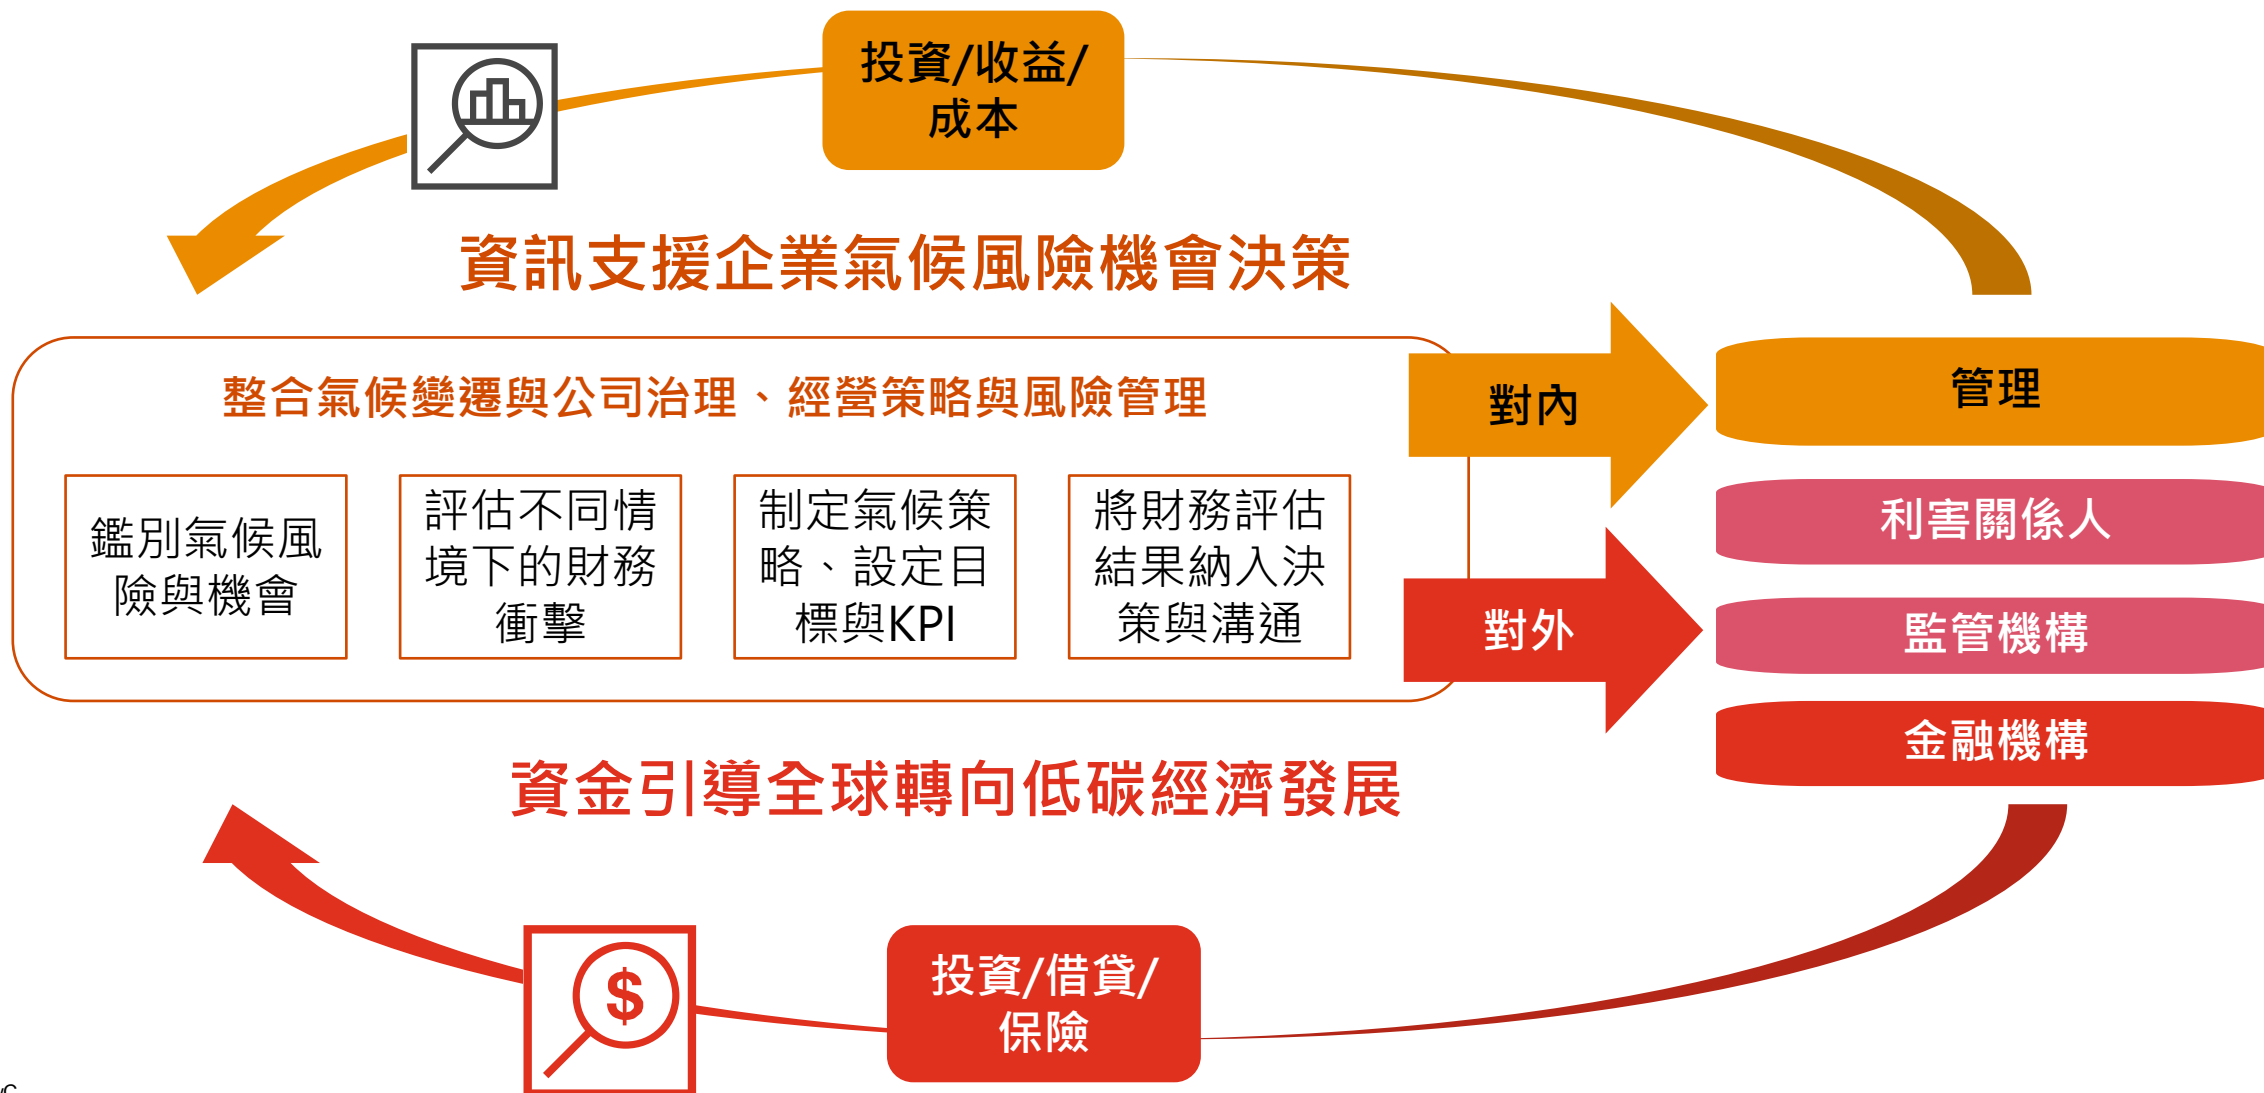 投資/收益/
成本
資訊支援企業氣候風險機會決策
整合氣候變遷與公司治理、經營策略與風險管理
鑑別氣候風
險與機會
評估不同情
境下的財務
衝擊
制定氣候策
略、設定目
標與KPI
將財務評估
結果納入決
策與溝通
對內
對外
管理
利害關係人
監管機構
金融機構
資金引導全球轉向低碳經濟發展
$
投資/借貸/
保險